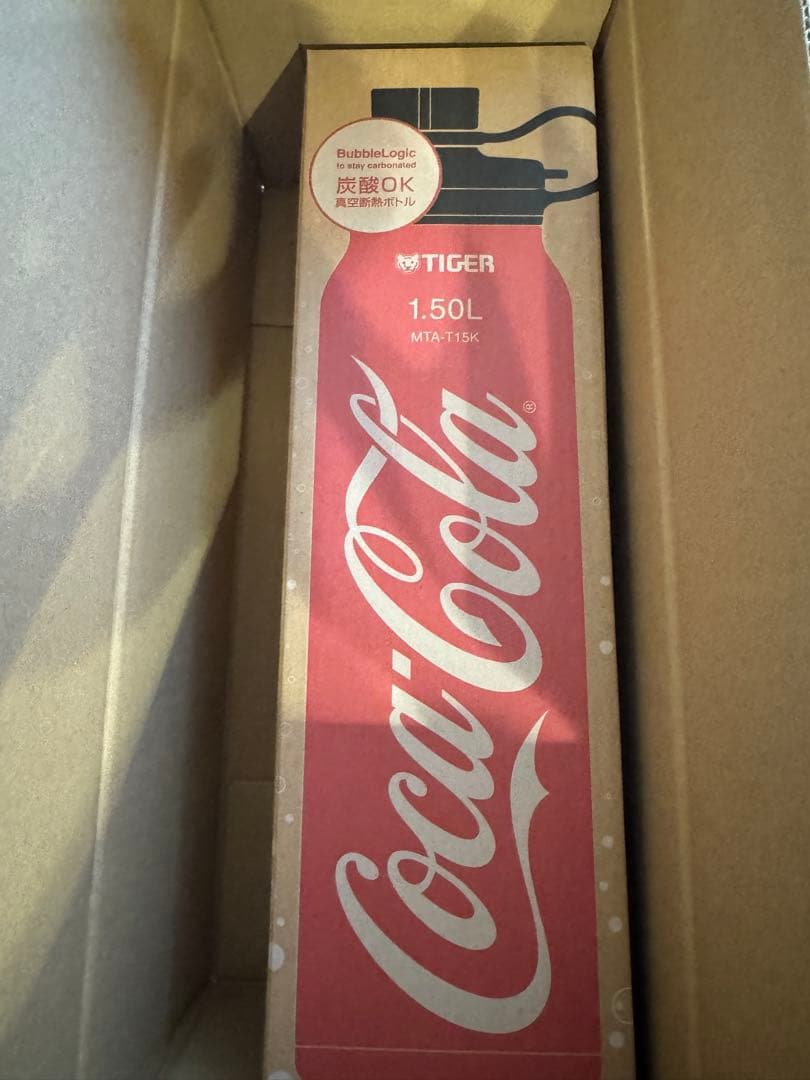 BubbleLogic
to stay carbonated
炭酸OK
真空断熱ボトル
TIGER
1.50L
MTA-T15K
Coca-Cola
®